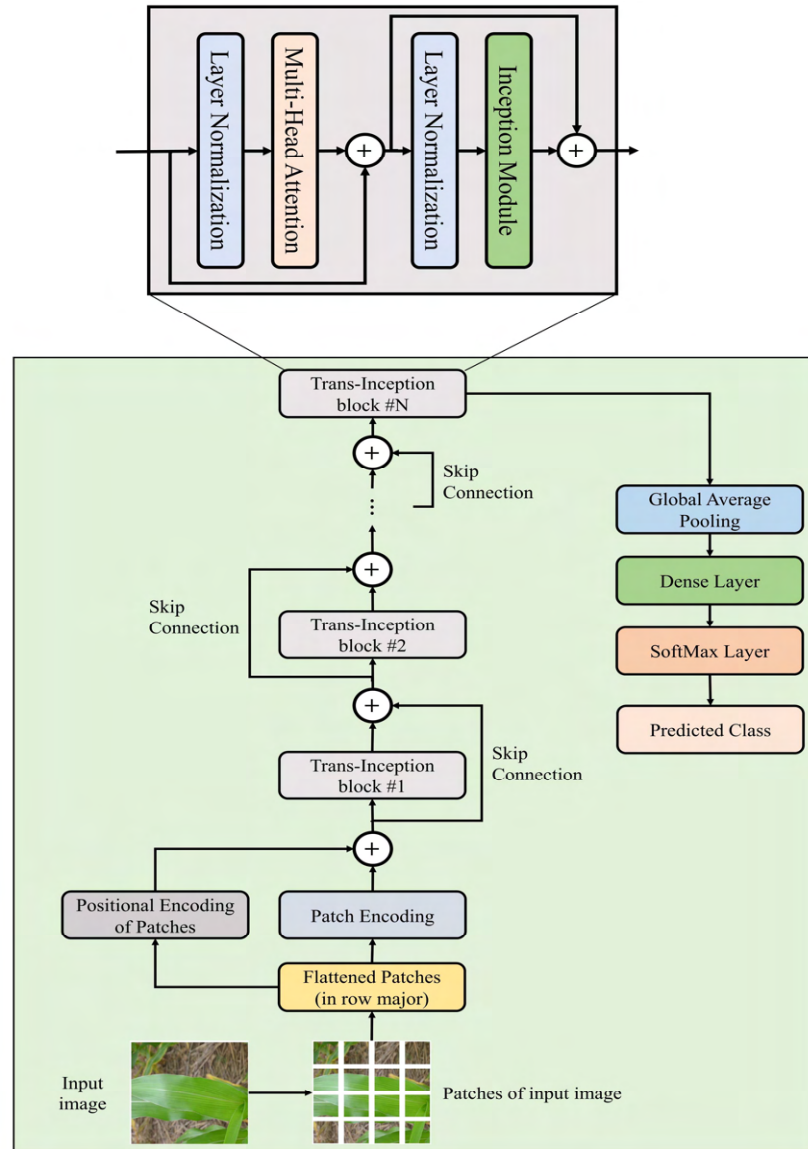 Layer Normalization
Multi-Head Attention
+
Layer Normalization
Inception Module
+
Trans-Inception
block #N
+
Skip
Connection
...
+
Skip
Connection
Trans-Inception
block #2
+
Trans-Inception
block #1
Skip
Connection
+
Positional Encoding
of Patches
Patch Encoding
Flattened Patches
(in row major)
Input
image
Patches of input image
Global Average
Pooling
Dense Layer
SoftMax Layer
Predicted Class